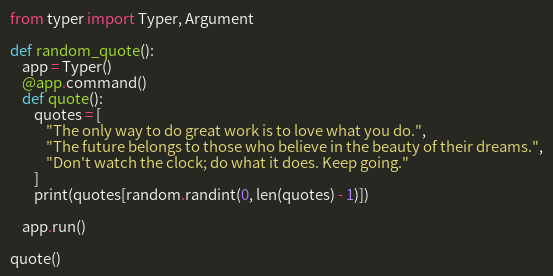 from typer import Typer, Argument
def random_quote():
app = Typer()
@app.command()
def quote():
quotes = [
"The only way to do great work is to love what you do.",
"The future belongs to those who believe in the beauty of their dreams.",
"Don't watch the clock; do what it does. Keep going."
]
print(quotes[random.randint(0, len(quotes) - 1)])
app.run()
quote()